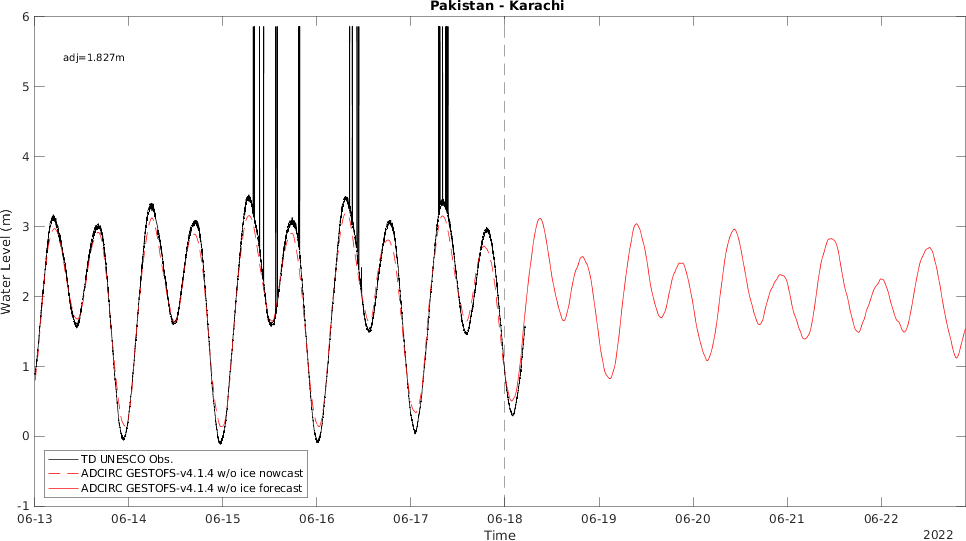 Pakistan - Karachi
adj=1.827m
Water Level (m)
6
5
4
3
2
1
0
-1
TD UNESCO Obs.
ADCIRC GESTOFS-v4.1.4 w/o ice nowcast
ADCIRC GESTOFS-v4.1.4 w/o ice forecast
06-13 06-14 06-15 06-16 06-17 06-18 06-19 06-20 06-21 06-22
Time
2022